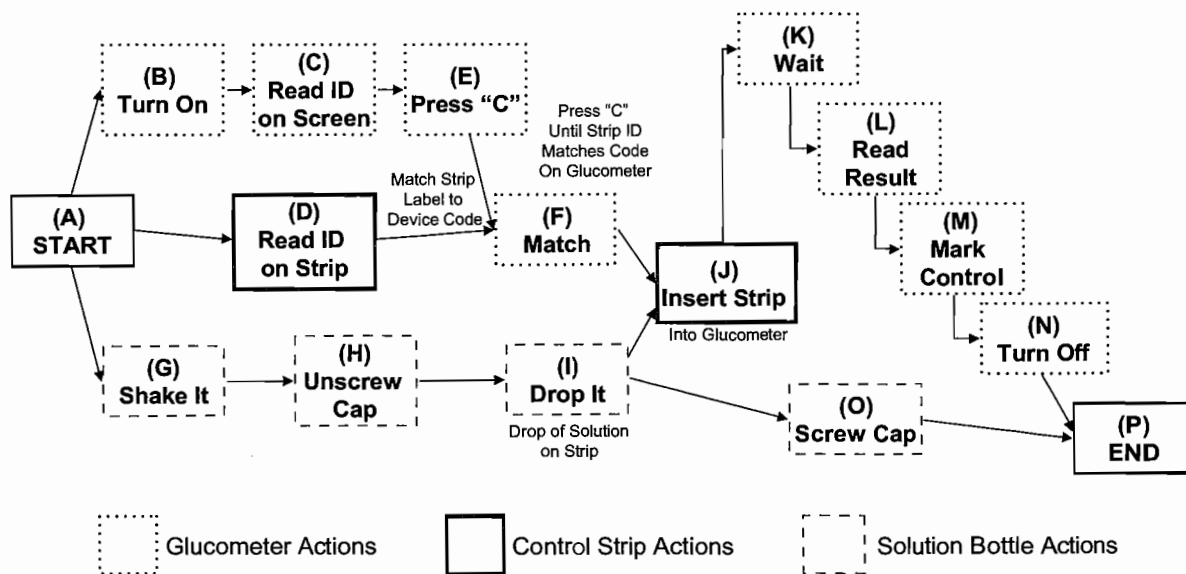 (B)
Turn On
(C)
Read ID
on Screen
(E)
Press “C”
Press "C"
Until Strip ID
Matches Code
On Glucometer
(K)
Wait
(L)
Read
Result
(A)
START
(D)
Read ID
on Strip
Match Strip
Label to
Device Code
(F)
Match
(J)
Insert Strip
Into Glucometer
(M)
Mark
Control
(N)
Turn Off
(G)
Shake It
(H)
Unscrew
Cap
(I)
Drop It
Drop of Solution
on Strip
(O)
Screw Cap
(P)
END
Glucometer Actions
Control Strip Actions
Solution Bottle Actions